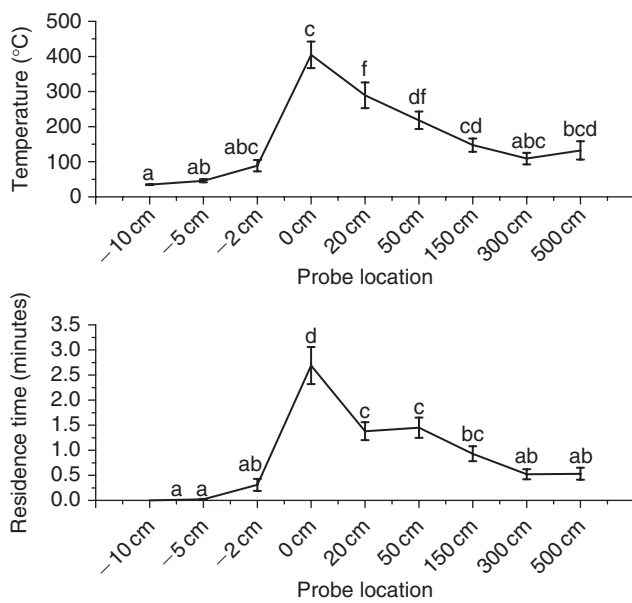 Temperature (°C)
500
400
300
200
100
0
a
ab
abc
c
f
df
cd
abc
bcd
−10 cm
−5 cm
−2 cm
0 cm
20 cm
50 cm
150 cm
300 cm
500 cm
Probe location
Residence time (minutes)
3.5
3.0
2.5
2.0
1.5
1.0
0.5
0.0
a
a
ab
d
c
c
bc
ab
ab
−10 cm
−5 cm
−2 cm
0 cm
20 cm
50 cm
150 cm
300 cm
500 cm
Probe location